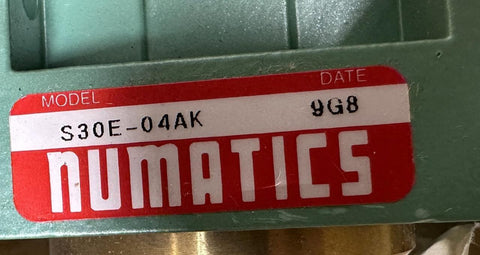 MODEL DATE
S30E-04AK 9G8
NUMATICS